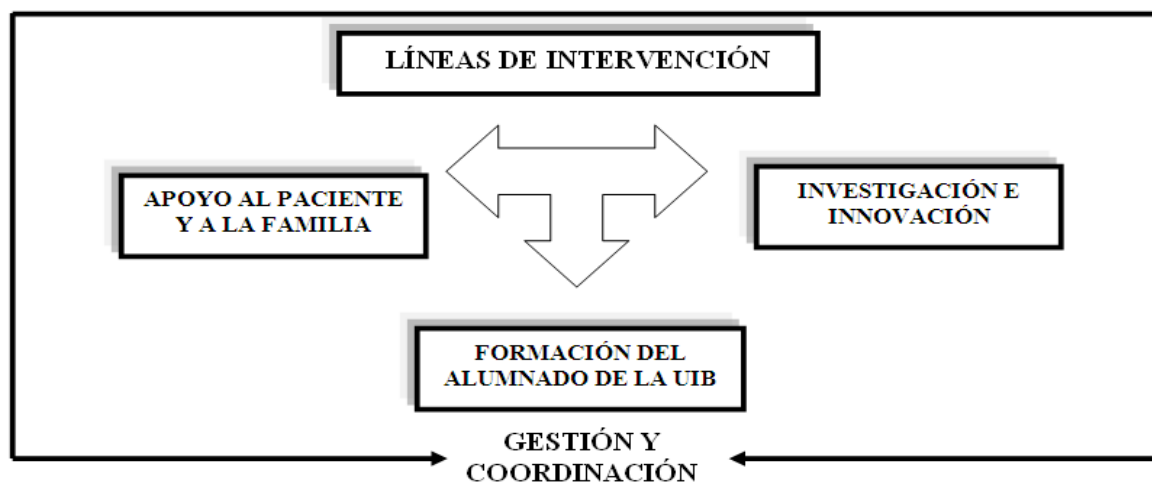 LÍNEAS DE INTERVENCIÓN
APOYO AL PACIENTE
Y A LA FAMILIA
INVESTIGACIÓN E
INNOVACIÓN
FORMACIÓN DEL
ALUMNADO DE LA UIB
GESTIÓN Y
COORDINACIÓN